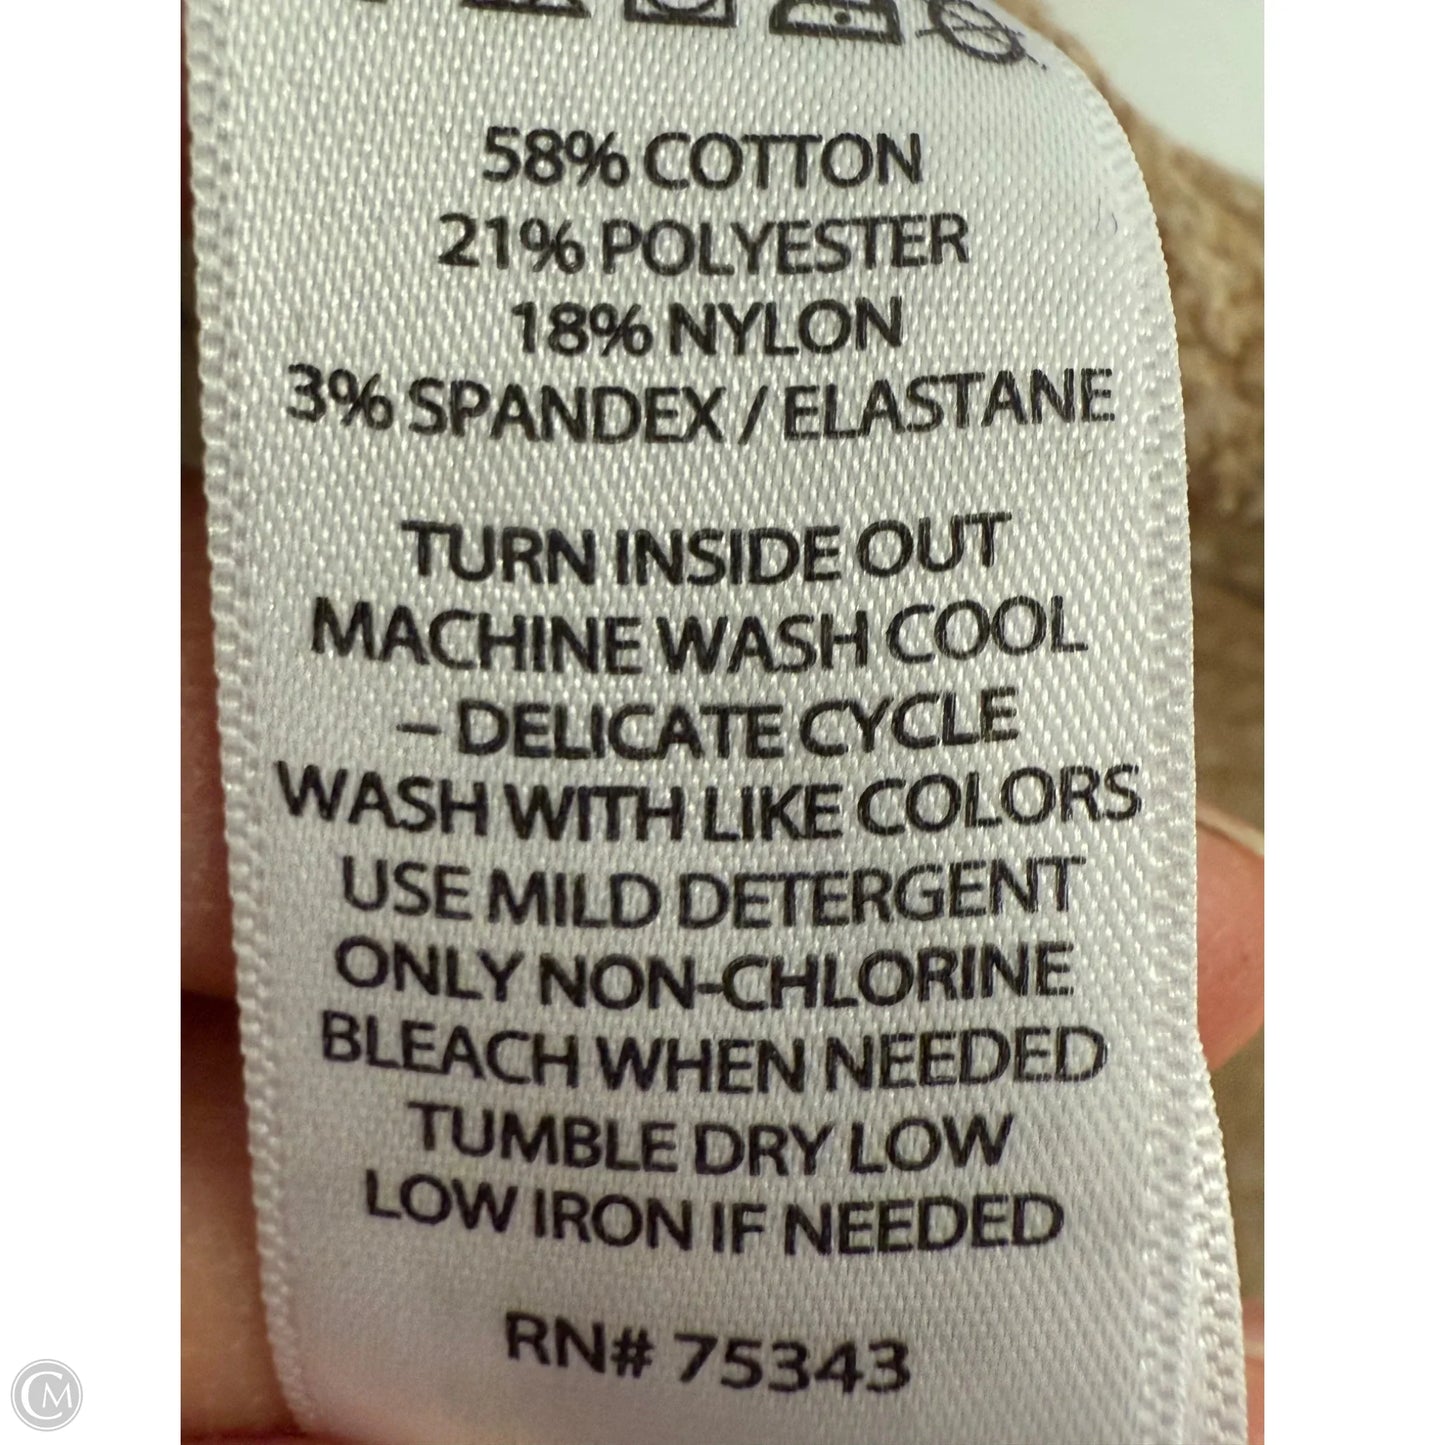 58% COTTON
21% POLYESTER
18% NYLON
3% SPANDEX / ELASTANE
TURN INSIDE OUT
MACHINE WASH COOL
– DELICATE CYCLE
WASH WITH LIKE COLORS
USE MILD DETERGENT
ONLY NON-CHLORINE
BLEACH WHEN NEEDED
TUMBLE DRY LOW
LOW IRON IF NEEDED
RN# 75343
CM